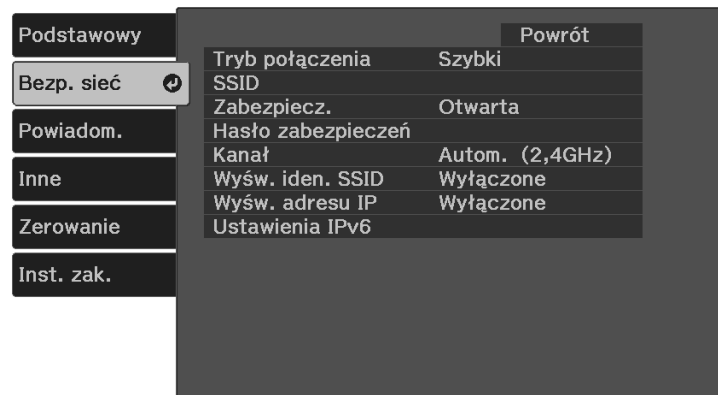 Podstawowy
Bezp. sieć
Powiadom.
Inne
Zerowanie
Inst. zak.
Powrót
Tryb połączenia Szybki
SSID
Zabezpiecz. Otwarta
Hasło zabezpieczeń
Kanał Autom. (2,4GHz)
Wyśw. iden. SSID Wyłączone
Wyśw. adresu IP Wyłączone
Ustawienia IPv6